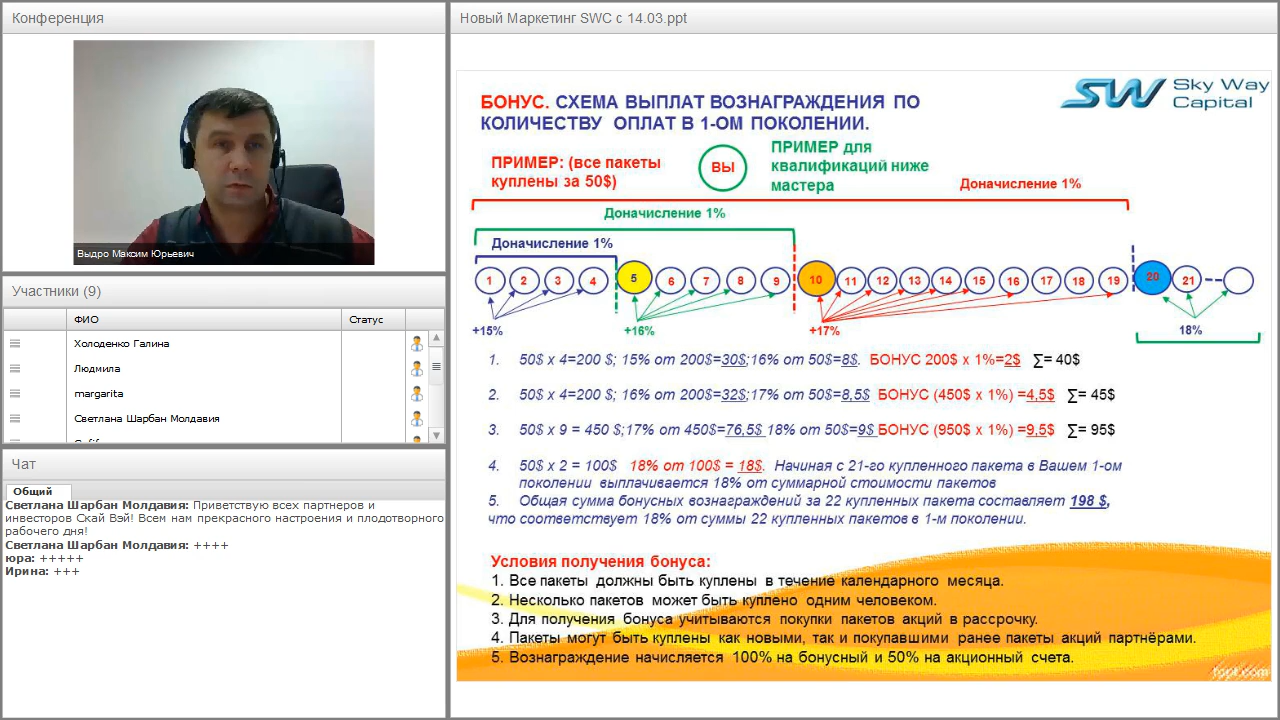 Конференция
Выдро Максим Юрьевич
Участники (9)
ФИО
Статус
Холоденко Галина
Людмила
margarita
Светлана Шарбан Молдавия
Чат
Общий
Светлана Шарбан Молдавия: Приветствую всех партнеров и
инвесторов Скай Вэй! Всем нам прекрасного настроения и плодотворного
рабочего дня!
Светлана Шарбан Молдавия: ++++
юра: +++++
Ирина: +++
Новый Маркетинг SWC с 14.03.ppt
SW Sky Way
Capital
БОНУС. СХЕМА ВЫПЛАТ ВОЗНАГРАЖДЕНИЯ ПО
КОЛИЧЕСТВУ ОПЛАТ В 1-ОМ ПОКОЛЕНИИ.
ПРИМЕР: (все пакеты
куплены за 50$)
ВЫ
ПРИМЕР для
квалификаций ниже
мастера
Доначисление 1%
Доначисление 1%
Доначисление 1%
1 2 3 4 5 6 7 8 9 10 11 12 13 14 15 16 17 18 19 20 21
+15% +16% +17% 18%
1. 50$ x 4=200 $; 15% от 200$=30$;16% от 50$=8$. БОНУС 200$ x 1%=2$ ∑= 40$
2. 50$ x 4=200 $; 16% от 200$=32$;17% от 50$=8,5$ БОНУС (450$ x 1%) =4,5$ ∑= 45$
3. 50$ x 9 = 450 $;17% от 450$=76,5$ 18% от 50$=9$ БОНУС (950$ x 1%) =9,5$ ∑= 95$
4. 50$ x 2 = 100$ 18% от 100$ = 18$. Начиная с 21-го купленного пакета в Вашем 1-ом
поколении выплачивается 18% от суммарной стоимости пакетов
5. Общая сумма бонусных вознаграждений за 22 купленных пакета составляет 198 $,
что соответствует 18% от суммы 22 купленных пакетов в 1-м поколении.
Условия получения бонуса:
1. Все пакеты должны быть куплены в течение календарного месяца.
2. Несколько пакетов может быть куплено одним человеком.
3. Для получения бонуса учитываются покупки пакетов акций в рассрочку.
4. Пакеты могут быть куплены как новыми, так и покупавшими ранее пакеты акций партнёрами.
5. Вознаграждение начисляется 100% на бонусный и 50% на акционный счета.
fppt.com